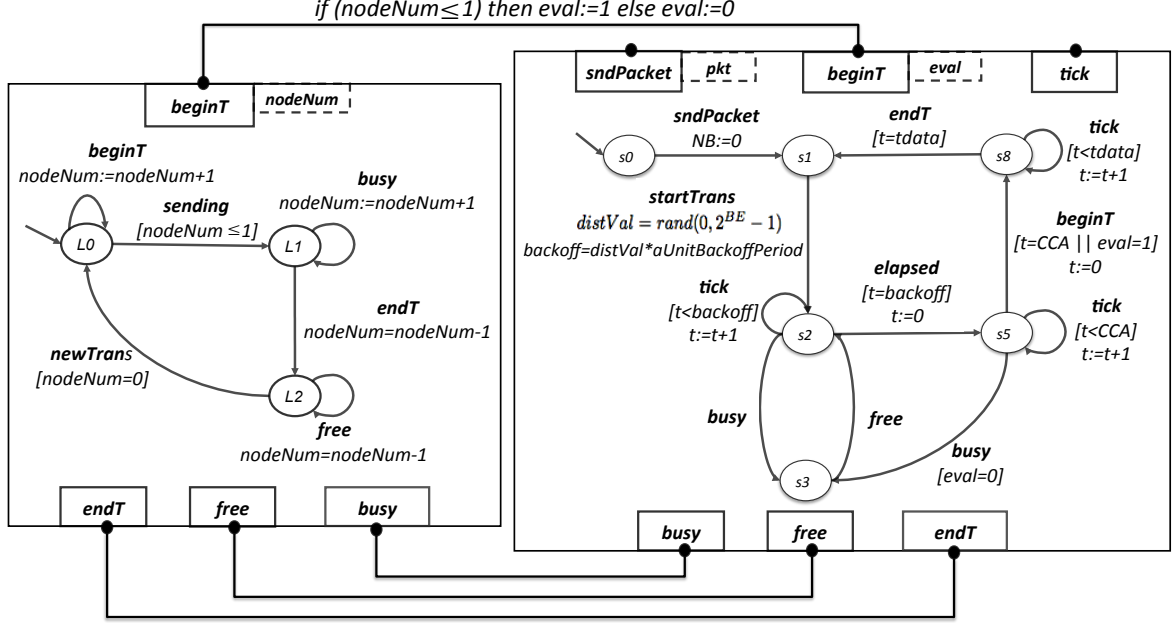 if (nodeNum≤1) then eval:=1 else eval:=0
beginT
nodeNum
beginT
nodeNum:=nodeNum+1
sending
[nodeNum ≤1]
busy
nodeNum:=nodeNum+1
L0
L1
endT
nodeNum=nodeNum-1
newTrans
[nodeNum=0]
L2
free
nodeNum=nodeNum-1
endT
free
busy
sndPacket
pkt
beginT
eval
tick
sndPacket
NB:=0
endT
[t=tdata]
s0
s1
s8
tick
[t<tdata]
t:=t+1
startTrans
distVal = rand(0, 2^{BE} − 1)
backoff=distVal*aUnitBackoffPeriod
beginT
[t=CCA || eval=1]
t:=0
tick
[t<backoff]
t:=t+1
elapsed
[t=backoff]
t:=0
s2
s5
tick
[t<CCA]
t:=t+1
busy
free
busy
[eval=0]
s3
busy
free
endT